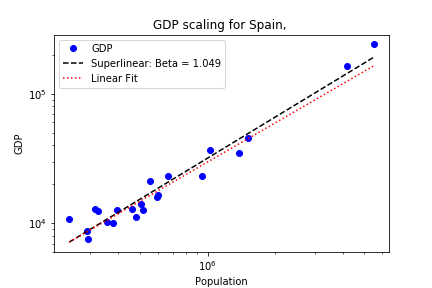 GDP scaling for Spain,
GDP
Superlinear: Beta = 1.049
Linear Fit
GDP
10⁵
10⁴
10⁶
Population